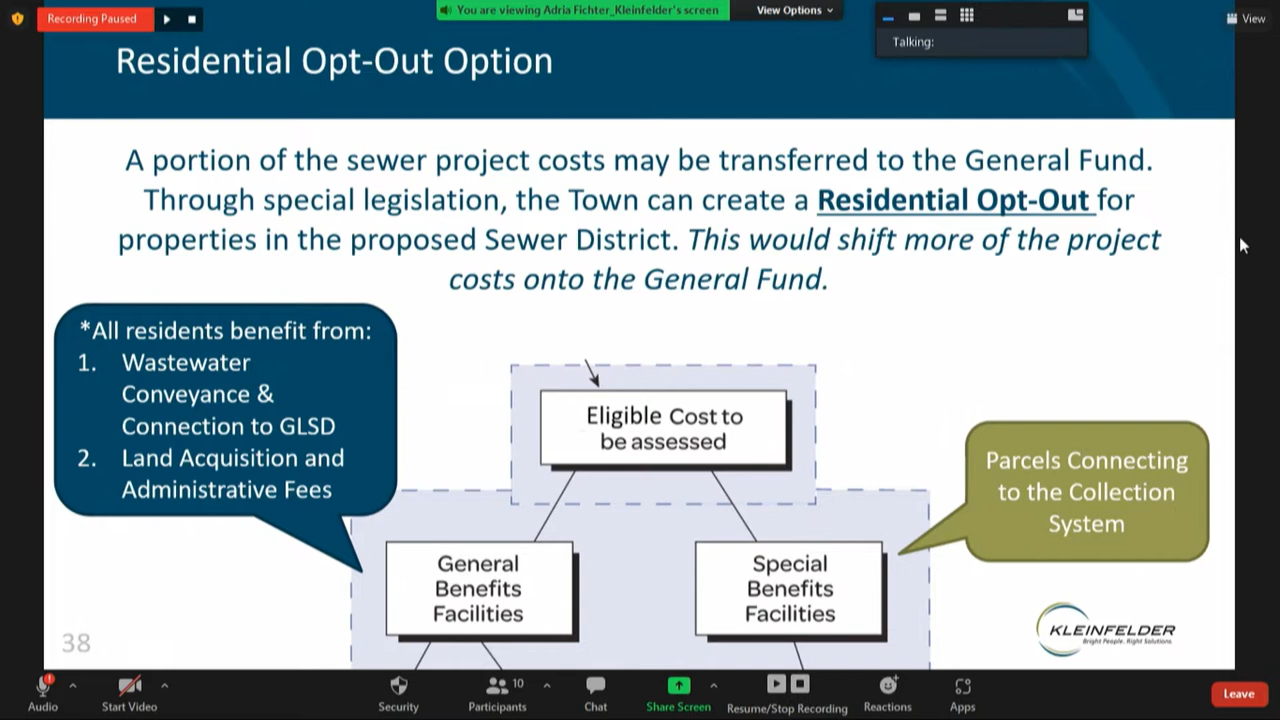 Recording Paused
You are viewing Adria Fichter_Kleinfelder's screen
View Options
Talking:
View
Residential Opt-Out Option
A portion of the sewer project costs may be transferred to the General Fund.
Through special legislation, the Town can create a Residential Opt-Out for
properties in the proposed Sewer District. This would shift more of the project
costs onto the General Fund.
*All residents benefit from:
1. Wastewater
Conveyance &
Connection to GLSD
2. Land Acquisition and
Administrative Fees
Eligible Cost to
be assessed
Parcels Connecting
to the Collection
System
General
Benefits
Facilities
Special
Benefits
Facilities
38
KLEINFELDER
Bright People. Right Solutions.
Audio
Start Video
Security
10
Participants
Chat
Share Screen
Resume/Stop Recording
Reactions
Apps
Leave